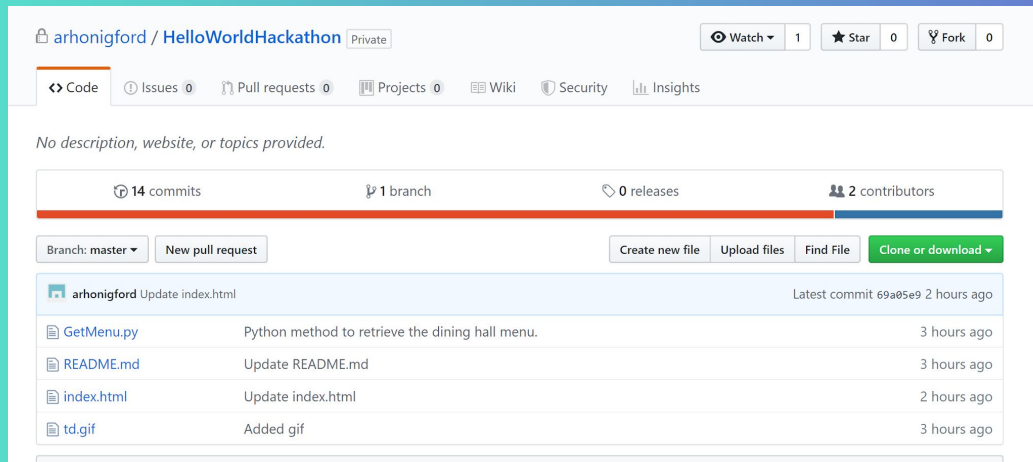 arhonigford / HelloWorldHackathon Private Watch 1 Star 0 Fork 0
Code Issues 0 Pull requests 0 Projects 0 Wiki Security Insights
No description, website, or topics provided.
14 commits 1 branch 0 releases 2 contributors
Branch: master New pull request Create new file Upload files Find File Clone or download
arhonigford Update index.html Latest commit 69a05e9 2 hours ago
GetMenu.py Python method to retrieve the dining hall menu. 3 hours ago
README.md Update README.md 3 hours ago
index.html Update index.html 2 hours ago
td.gif Added gif 3 hours ago